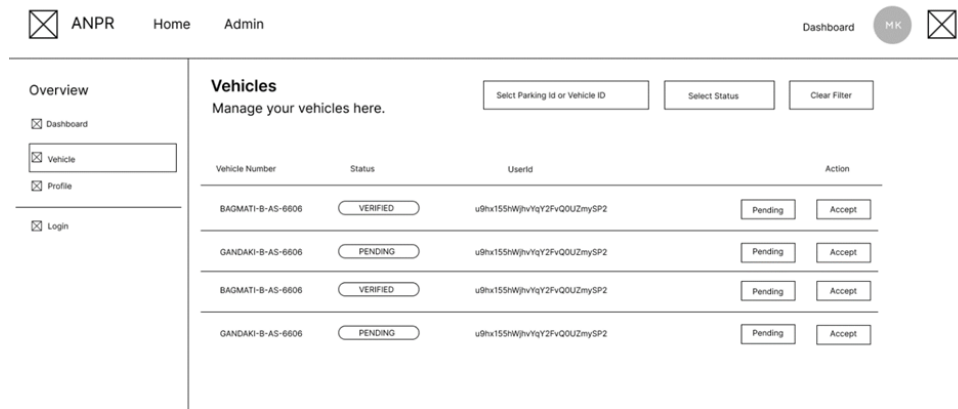 ANPR Home Admin Dashboard MK
Overview
Dashboard
Vehicle
Profile
Login
Vehicles
Manage your vehicles here.
Selct Parking Id or Vehicle ID Select Status Clear Filter
Vehicle Number Status UserId Action
BAGMATI-B-AS-6606 VERIFIED u9hx155hWjhvYqY2FvQ0UZmySP2 Pending Accept
GANDAKI-B-AS-6606 PENDING u9hx155hWjhvYqY2FvQ0UZmySP2 Pending Accept
BAGMATI-B-AS-6606 VERIFIED u9hx155hWjhvYqY2FvQ0UZmySP2 Pending Accept
GANDAKI-B-AS-6606 PENDING u9hx155hWjhvYqY2FvQ0UZmySP2 Pending Accept